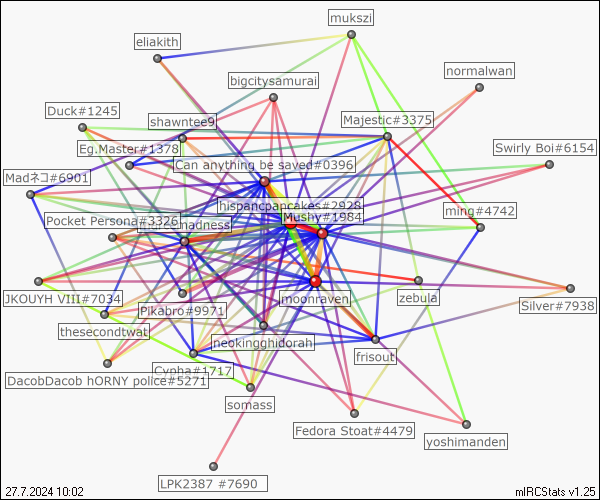 mukszi
eliakith
normalwan
bigcitysamurai
Duck#1245
shawntee9
Majestic#3375
Eg.Master#1378
Swirly Boi#6154
Can anything be saved#0396
Madネコ#6901
hispancpancakes#2928
ming#4742
Mushy#1984
Pocket Persona#3326
madness
JKOUYH VIII#7034
moonraven
zebula
Silver#7938
Pikabro#9971
thesecondtwat
neokingghidorah
frisout
Cypha#1717
DacobDacob hORNY police#5271
somass
Fedora Stoat#4479
yoshimanden
LPK2387 #7690
27.7.2024 10:02
mIRCStats v1.25